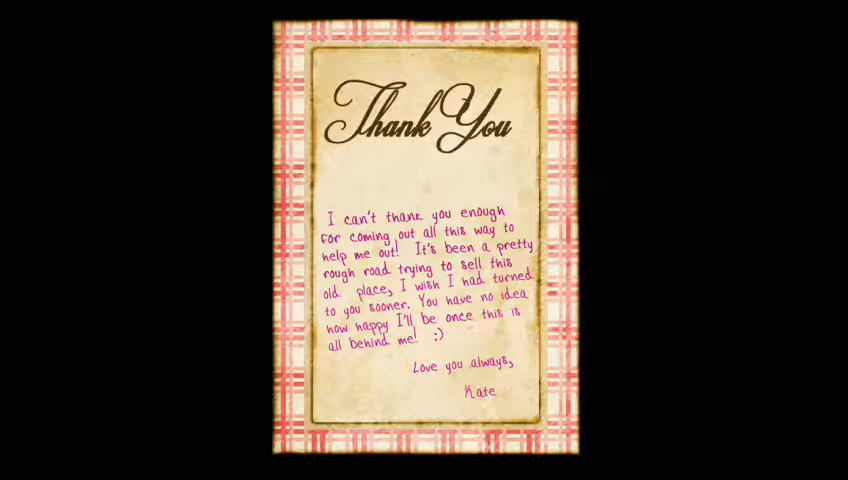 Thank You
I can't thank you enough
for coming out all this way to
help me out! It's been a pretty
rough road trying to sell this
old place, I wish I had turned
to you sooner. You have no idea
how happy I'll be once this is
all behind me! :)
Love you always,
Kate